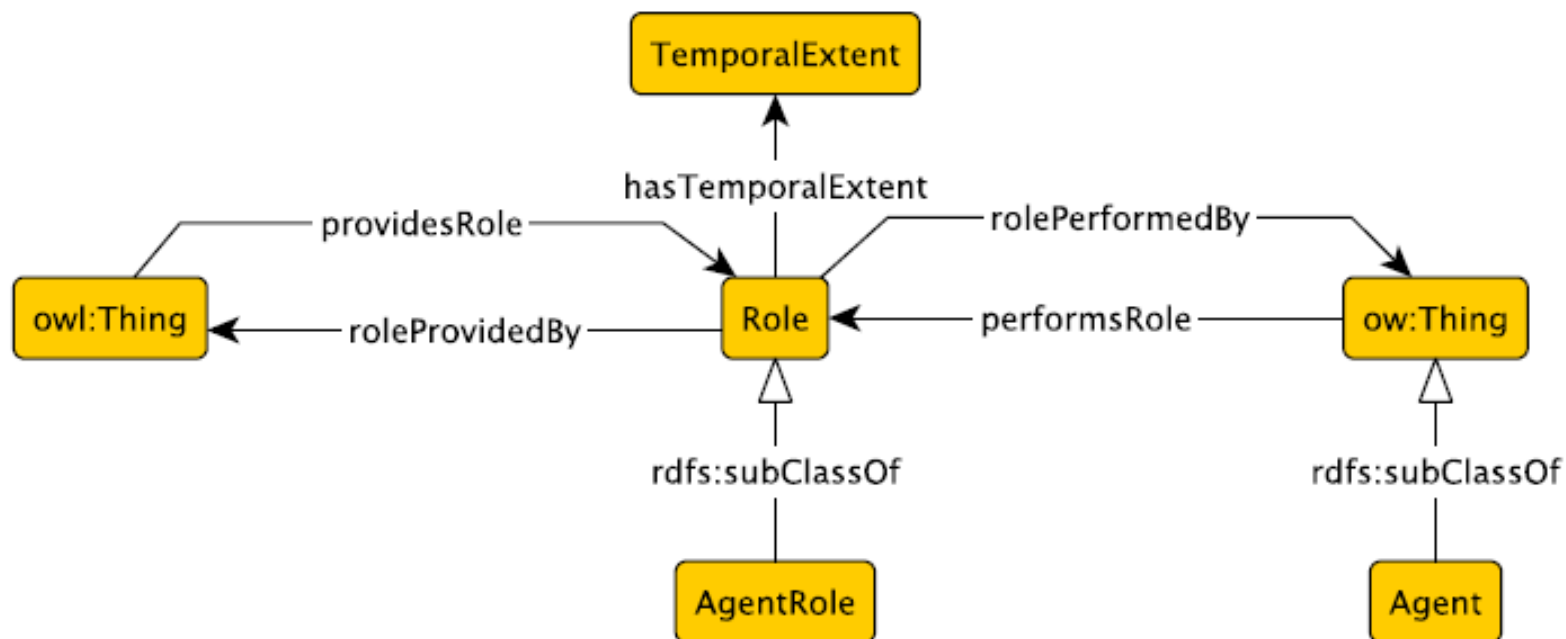 TemporalExtent
hasTemporalExtent
providesRole
rolePerformedBy
owl:Thing
roleProvidedBy
Role
performsRole
ow:Thing
rdfs:subClassOf
rdfs:subClassOf
AgentRole
Agent